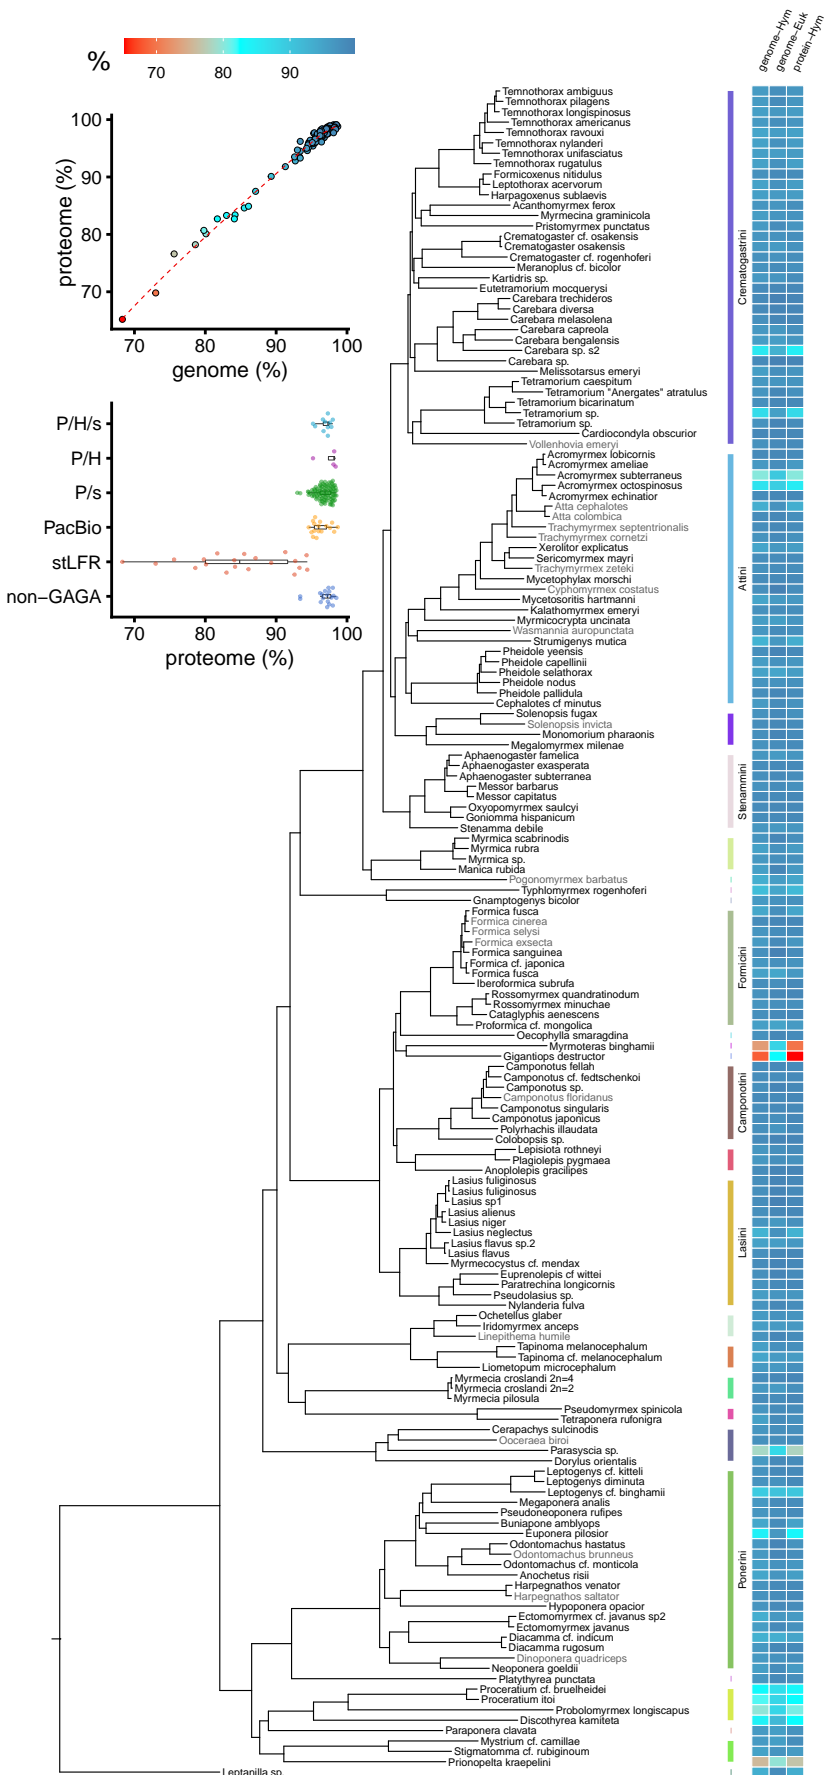 genome−Hym
genome−Euk
protein−Hym
%
70
80
90
100
90
80
70
proteome (%)
70
80
90
100
genome (%)
P/H/s
P/H
P/s
PacBio
stLFR
non−GAGA
70
80
90
100
proteome (%)
Temnothorax ambiguus
Temnothorax pilagens
Temnothorax longispinosus
Temnothorax americanus
Temnothorax ravouxi
Temnothorax nylanderi
Temnothorax unifasciatus
Temnothorax rugatulus
Formicoxenus nitidulus
Leptothorax acervorum
Harpagoxenus sublaevis
Acanthomyrmex ferox
Myrmecina graminicola
Pristomyrmex punctatus
Crematogaster cf. osakensis
Crematogaster osakensis
Crematogaster cf. rogenhoferi
Meranoplus cf. bicolor
Kartidris sp.
Eutetramorium mocquerysi
Carebara trechideros
Carebara diversa
Carebara melasolena
Carebara capreola
Carebara bengalensis
Carebara sp. s2
Carebara sp.
Melissotarsus emeryi
Tetramorium caespitum
Tetramorium "Anergates" atratulus
Tetramorium bicarinatum
Tetramorium sp.
Tetramorium sp.
Cardiocondyla obscurior
Vollenhovia emeryi
Crematogastrini
Acromyrmex lobicornis
Acromyrmex ameliae
Acromyrmex subterraneus
Acromyrmex octospinosus
Acromyrmex echinatior
Atta cephalotes
Atta colombica
Trachymyrmex septentrionalis
Trachymyrmex cornetzi
Xerolitor explicatus
Sericomyrmex mayri
Trachymyrmex zeteki
Mycetophylax morschi
Cyphomyrmex costatus
Mycetosoritis hartmanni
Kalathomyrmex emeryi
Myrmicocrypta uncinata
Wasmannia auropunctata
Strumigenys mutica
Pheidole yeensis
Pheidole capellinii
Pheidole selathorax
Pheidole nodus
Pheidole pallidula
Cephalotes cf minutus
Attini
Solenopsis fugax
Solenopsis invicta
Monomorium pharaonis
Megalomyrmex milenae
Aphaenogaster famelica
Aphaenogaster exasperata
Aphaenogaster subterranea
Messor barbarus
Messor capitatus
Oxyopomyrmex saulcyi
Goniomma hispanicum
Stenamma debile
Stenammini
Myrmica scabrinodis
Myrmica rubra
Myrmica sp.
Manica rubida
Pogonomyrmex barbatus
Typhlomyrmex rogenhoferi
Gnamptogenys bicolor
Formica fusca
Formica cinerea
Formica selysi
Formica exsecta
Formica sanguinea
Formica cf. japonica
Formica fusca
Iberoformica subrufa
Rossomyrmex quandratinodum
Rossomyrmex minuchae
Cataglyphis aenescens
Proformica cf. mongolica
Formicini
Oecophylla smaragdina
Myrmoteras binghamii
Gigantiops destructor
Camponotus fellah
Camponotus cf. fedtschenkoi
Camponotus sp.
Camponotus floridanus
Camponotus singularis
Camponotus japonicus
Polyrhachis illaudata
Colobopsis sp.
Camponotini
Lepisiota rothneyi
Plagiolepis pygmaea
Anoplolepis gracilipes
Lasius fuliginosus
Lasius fuliginosus
Lasius sp1
Lasius alienus
Lasius niger
Lasius neglectus
Lasius flavus sp.2
Lasius flavus
Myrmecocystus cf. mendax
Euprenolepis cf wittei
Paratrechina longicornis
Pseudolasius sp.
Nylanderia fulva
Lasiini
Ochetellus glaber
Iridomyrmex anceps
Linepithema humile
Tapinoma melanocephalum
Tapinoma cf. melanocephalum
Liometopum microcephalum
Myrmecia croslandi 2n=4
Myrmecia croslandi 2n=2
Myrmecia pilosula
Pseudomyrmex spinicola
Tetraponera rufonigra
Cerapachys sulcinodis
Ooceraea biroi
Parasyscia sp.
Dorylus orientalis
Leptogenys cf. kitteli
Leptogenys diminuta
Leptogenys cf. binghamii
Megaponera analis
Pseudoneoponera rufipes
Buniapone amblyops
Euponera pilosior
Odontomachus hastatus
Odontomachus brunneus
Odontomachus cf. monticola
Anochetus risii
Harpegnathos venator
Harpegnathos saltator
Hypoponera opacior
Ectomomyrmex cf. javanus sp2
Ectomomyrmex javanus
Diacamma cf. indicum
Diacamma rugosum
Dinoponera quadriceps
Neoponera goeldii
Ponerini
Platythyrea punctata
Proceratium cf. bruelheidei
Proceratium itoi
Probolomyrmex longiscapus
Discothyrea kamiteta
Paraponera clavata
Mystrium cf. camillae
Stigmatomma cf. rubiginoum
Prionopelta kraepelini
Leptanilla sp.